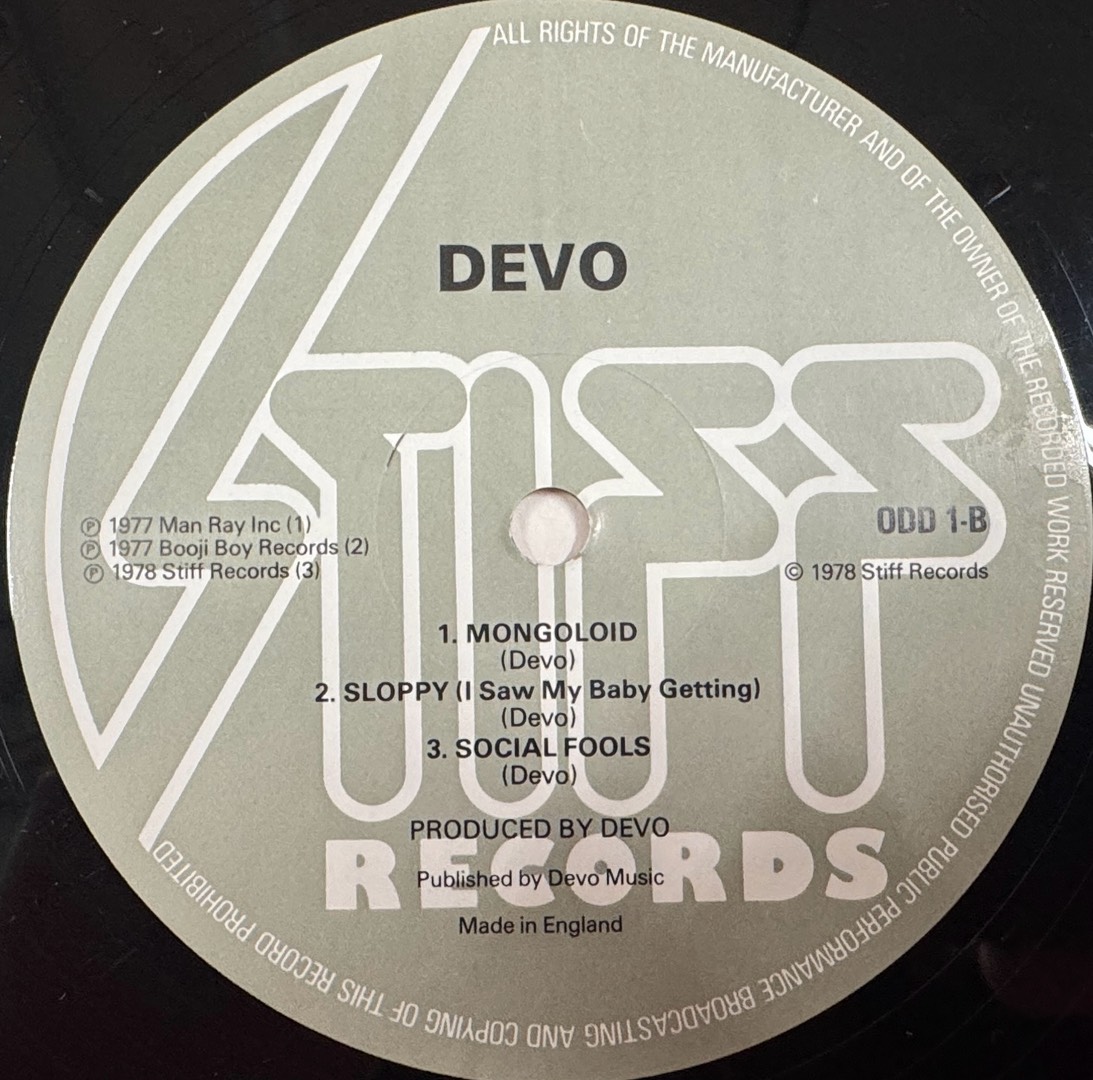 ALL RIGHTS OF THE MANUFACTURER AND OF THE OWNER OF THE RECORDED WORK RESERVED UNAUTHORISED PUBLIC PERFORMANCE BROADCASTING AND COPYING OF THIS RECORD PROHIBITED
DEVO
STIFF
℗ 1977 Man Ray Inc (1)
℗ 1977 Booji Boy Records (2)
℗ 1978 Stiff Records (3)
ODD 1-B
© 1978 Stiff Records
1. MONGOLOID
(Devo)
2. SLOPPY (I Saw My Baby Getting)
(Devo)
3. SOCIAL FOOLS
(Devo)
PRODUCED BY DEVO
RECORDS
Published by Devo Music
Made in England